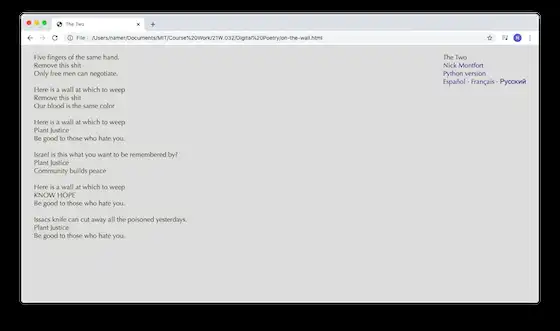 The Two
File
/Users/namer/Documents/MIT/Course%20Work/21W.032/Digital%20Poetry/on-the-wall.html
N
Five fingers of the same hand.
Remove this shit
Only free men can negotiate.
Here is a wall at which to weep
Remove this shit
Our blood is the same color
Here is a wall at which to weep
Plant Justice
Be good to those who hate you.
Israel is this what you want to be remembered by?
Plant Justice
Community builds peace
Here is a wall at which to weep
KNOW HOPE
Be good to those who hate you.
Issacs knife can cut away all the poisoned yesterdays.
Plant Justice
Be good to those who hate you.
The Two
Nick Montfort
Python version
Español - Français - Русский